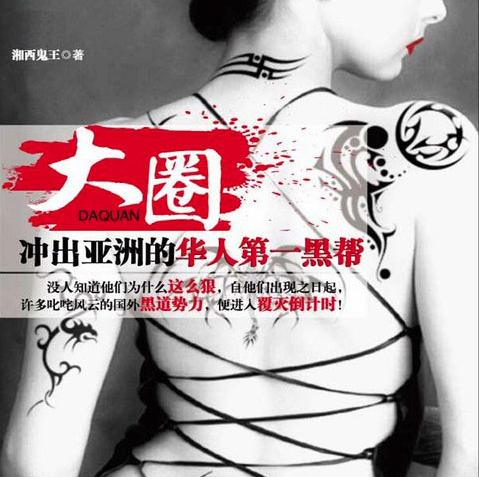 湘西鬼王◎著
大圈
DAQUAN
冲出亚洲的华人第一黑帮
没人知道他们为什么这么狠，自他们出现之日起，
许多叱咤风云的国外黑道势力，便进入覆灭倒计时！